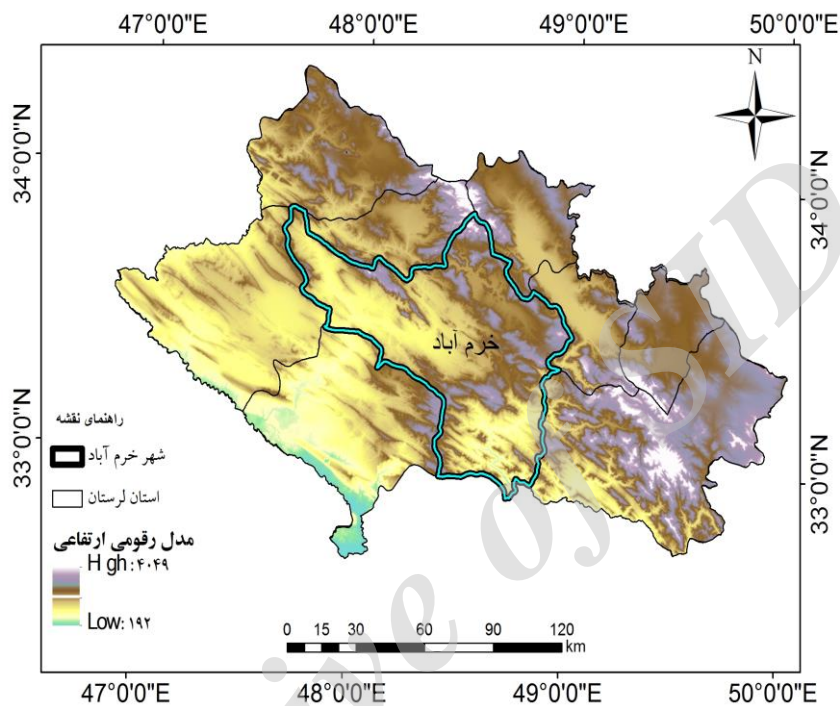 47°0'0"E 48°0'0"E 49°0'0"E 50°0'0"E
N
34°0'0"N
34°0'0"N
خرم آباد
راهنمای نقشه
شهر خرم آباد
استان لرستان
33°0'0"N
33°0'0"N
مدل رقومی ارتفاعی
H gh:۴۰۴۹
Low:۱۹۲
0 15 30 60 90 120
km
47°0'0"E 48°0'0"E 49°0'0"E 50°0'0"E
ive of SID